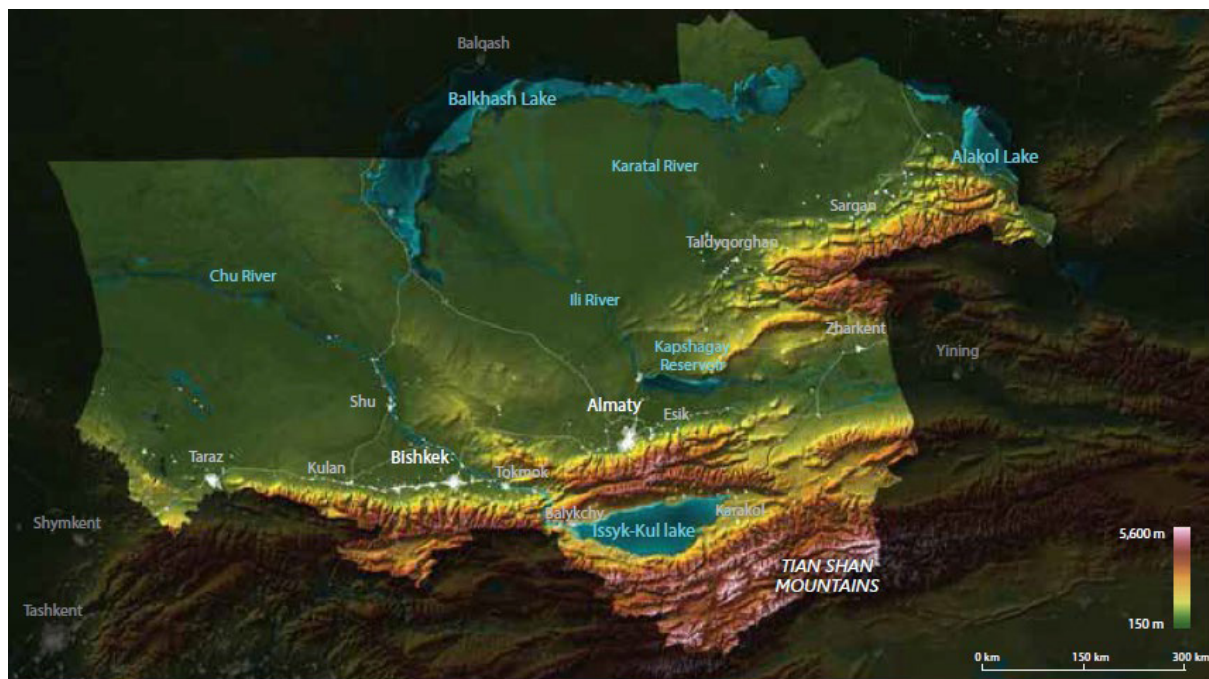 Balqash
Balkhash Lake
Alakol Lake
Karatal River
Sarqan
Taldyqorghan
Chu River
Ili River
Zharkent
Kapshagay
Reservoir
Yining
Shu
Almaty
Esik
Taraz
Kulan
Bishkek
Tokmok
Shymkent
Balykchy
Karakol
Issyk-Kul lake
5,600 m
TIAN SHAN
MOUNTAINS
Tashkent
150 m
0 km 150 km 300 km